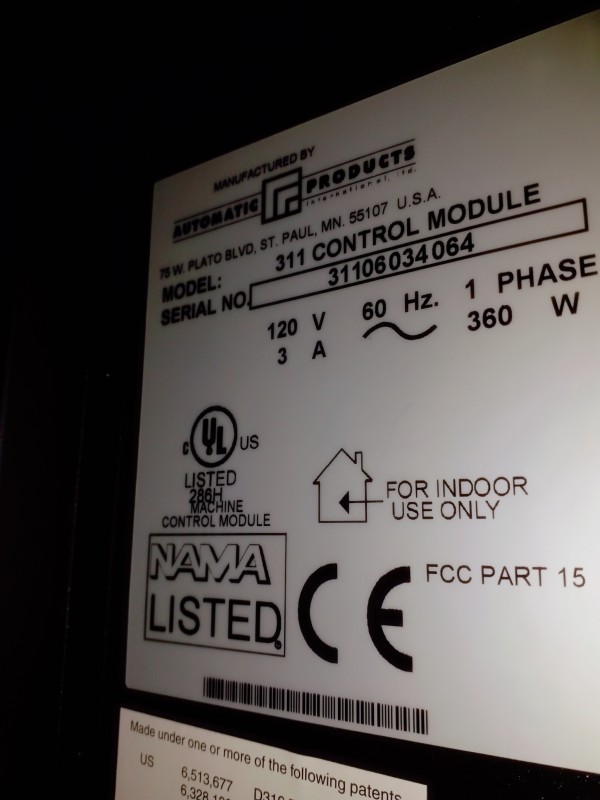 MANUFACTURED BY
AUTOMATIC PRODUCTS
international, ltd.
75 W. PLATO BLVD, ST. PAUL, MN. 55107 U.S.A.
MODEL: 311 CONTROL MODULE
SERIAL NO. 31106034064
120 V 60 Hz. 1 PHASE
3 A 360 W
C UL US
LISTED
286H
MACHINE
CONTROL MODULE
FOR INDOOR
USE ONLY
NAMA
LISTED
CE
FCC PART 15
Made under one or more of the following patents
US 6,513,677